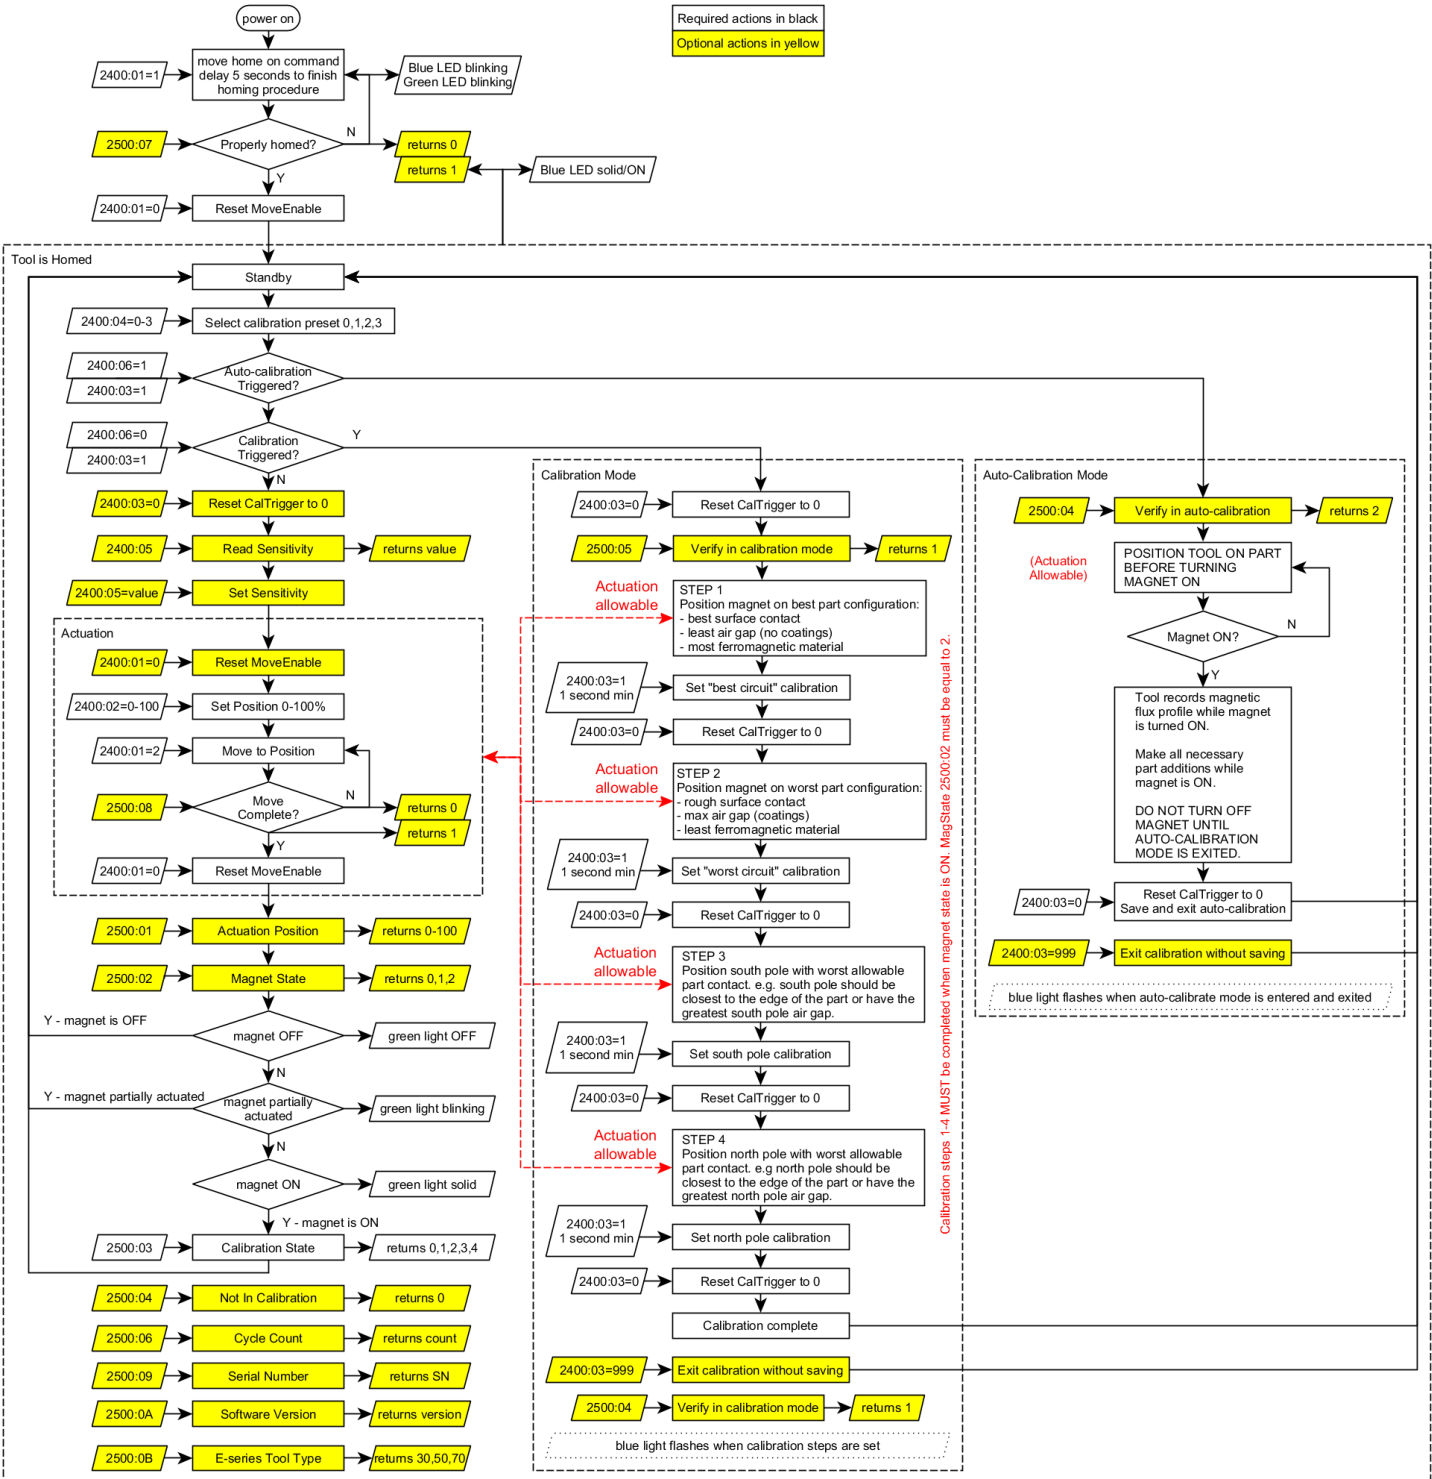 power on
Required actions in black
Optional actions in yellow
2400:01=1
move home on command
delay 5 seconds to finish
homing procedure
Blue LED blinking
Green LED blinking
2500:07
Properly homed?
N
returns 0
returns 1
Blue LED solid/ON
Y
2400:01=0
Reset MoveEnable
Tool is Homed
Standby
2400:04=0-3
Select calibration preset 0,1,2,3
2400:06=1
2400:03=1
Auto-calibration
Triggered?
2400:06=0
2400:03=1
Calibration
Triggered?
Y
N
2400:03=0
Reset CalTrigger to 0
2400:05
Read Sensitivity
returns value
2400:05=value
Set Sensitivity
Actuation
2400:01=0
Reset MoveEnable
2400:02=0-100
Set Position 0-100%
2400:01=2
Move to Position
2500:08
Move
Complete?
N
returns 0
returns 1
Y
2400:01=0
Reset MoveEnable
2500:01
Actuation Position
returns 0-100
2500:02
Magnet State
returns 0,1,2
Y - magnet is OFF
magnet OFF
green light OFF
N
Y - magnet partially actuated
magnet partially
actuated
green light blinking
N
magnet ON
green light solid
Y - magnet is ON
2500:03
Calibration State
returns 0,1,2,3,4
2500:04
Not In Calibration
returns 0
2500:06
Cycle Count
returns count
2500:09
Serial Number
returns SN
2500:0A
Software Version
returns version
2500:0B
E-series Tool Type
returns 30,50,70
Calibration Mode
2400:03=0
Reset CalTrigger to 0
2500:05
Verify in calibration mode
returns 1
Actuation
allowable
STEP 1
Position magnet on best part configuration:
- best surface contact
- least air gap (no coatings)
- most ferromagnetic material
2400:03=1
1 second min
Set "best circuit" calibration
2400:03=0
Reset CalTrigger to 0
Actuation
allowable
STEP 2
Position magnet on worst part configuration:
- rough surface contact
- max air gap (coatings)
- least ferromagnetic material
2400:03=1
1 second min
Set "worst circuit" calibration
2400:03=0
Reset CalTrigger to 0
Actuation
allowable
STEP 3
Position south pole with worst allowable
part contact. e.g. south pole should be
closest to the edge of the part or have the
greatest south pole air gap.
2400:03=1
1 second min
Set south pole calibration
2400:03=0
Reset CalTrigger to 0
Actuation
allowable
STEP 4
Position north pole with worst allowable
part contact. e.g north pole should be
closest to the edge of the part or have the
greatest north pole air gap.
2400:03=1
1 second min
Set north pole calibration
2400:03=0
Reset CalTrigger to 0
Calibration complete
2400:03=999
Exit calibration without saving
2500:04
Verify in calibration mode
returns 1
blue light flashes when calibration steps are set
Calibration steps 1-4 MUST be completed when magnet state is ON. MagState 2500:02 must be equal to 2.
Auto-Calibration Mode
2500:04
Verify in auto-calibration
returns 2
(Actuation
Allowable)
POSITION TOOL ON PART
BEFORE TURNING
MAGNET ON
Magnet ON?
N
Y
Tool records magnetic
flux profile while magnet
is turned ON.
Make all necessary
part additions while
magnet is ON.
DO NOT TURN OFF
MAGNET UNTIL
AUTO-CALIBRATION
MODE IS EXITED.
2400:03=0
Reset CalTrigger to 0
Save and exit auto-calibration
2400:03=999
Exit calibration without saving
blue light flashes when auto-calibrate mode is entered and exited